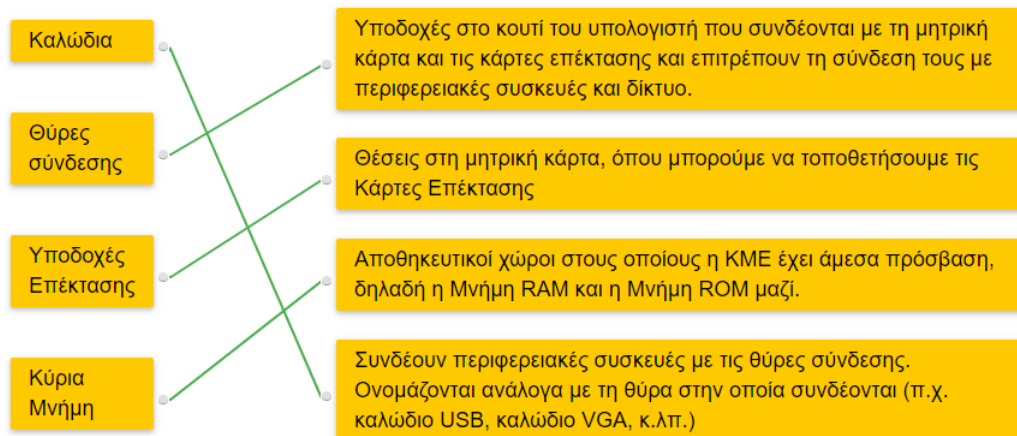 Καλώδια
Θύρες
σύνδεσης
Υποδοχές
Επέκτασης
Κύρια
Μνήμη
Υποδοχές στο κουτί του υπολογιστή που συνδέονται με τη μητρική
κάρτα και τις κάρτες επέκτασης και επιτρέπουν τη σύνδεση τους με
περιφερειακές συσκευές και δίκτυο.
Θέσεις στη μητρική κάρτα, όπου μπορούμε να τοποθετήσουμε τις
Κάρτες Επέκτασης
Αποθηκευτικοί χώροι στους οποίους η ΚΜΕ έχει άμεσα πρόσβαση,
δηλαδή η Μνήμη RAM και η Μνήμη ROM μαζί.
Συνδέουν περιφερειακές συσκευές με τις θύρες σύνδεσης.
Ονομάζονται ανάλογα με τη θύρα στην οποία συνδέονται (π.χ.
καλώδιο USB, καλώδιο VGA, κ.λπ.)